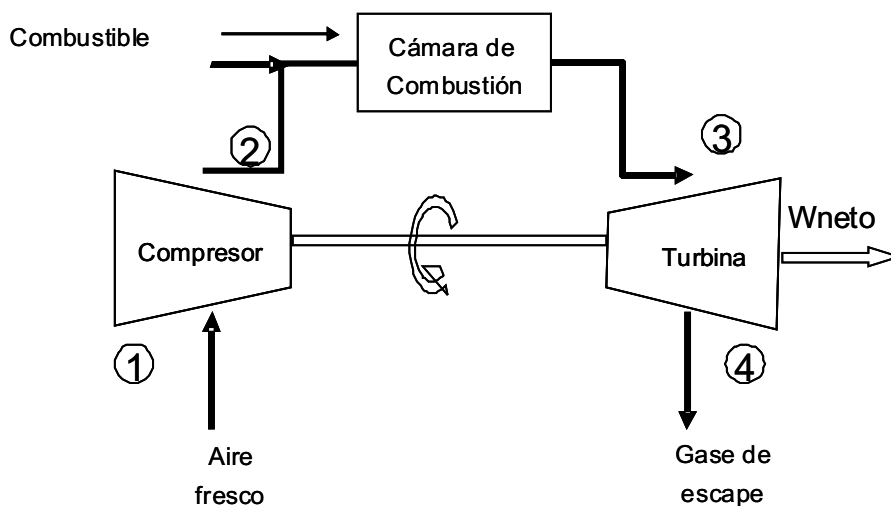 Combustible
Cámara de
Combustión
2
3
Compresor
Turbina
Wneto
1
4
Aire
fresco
Gase de
escape